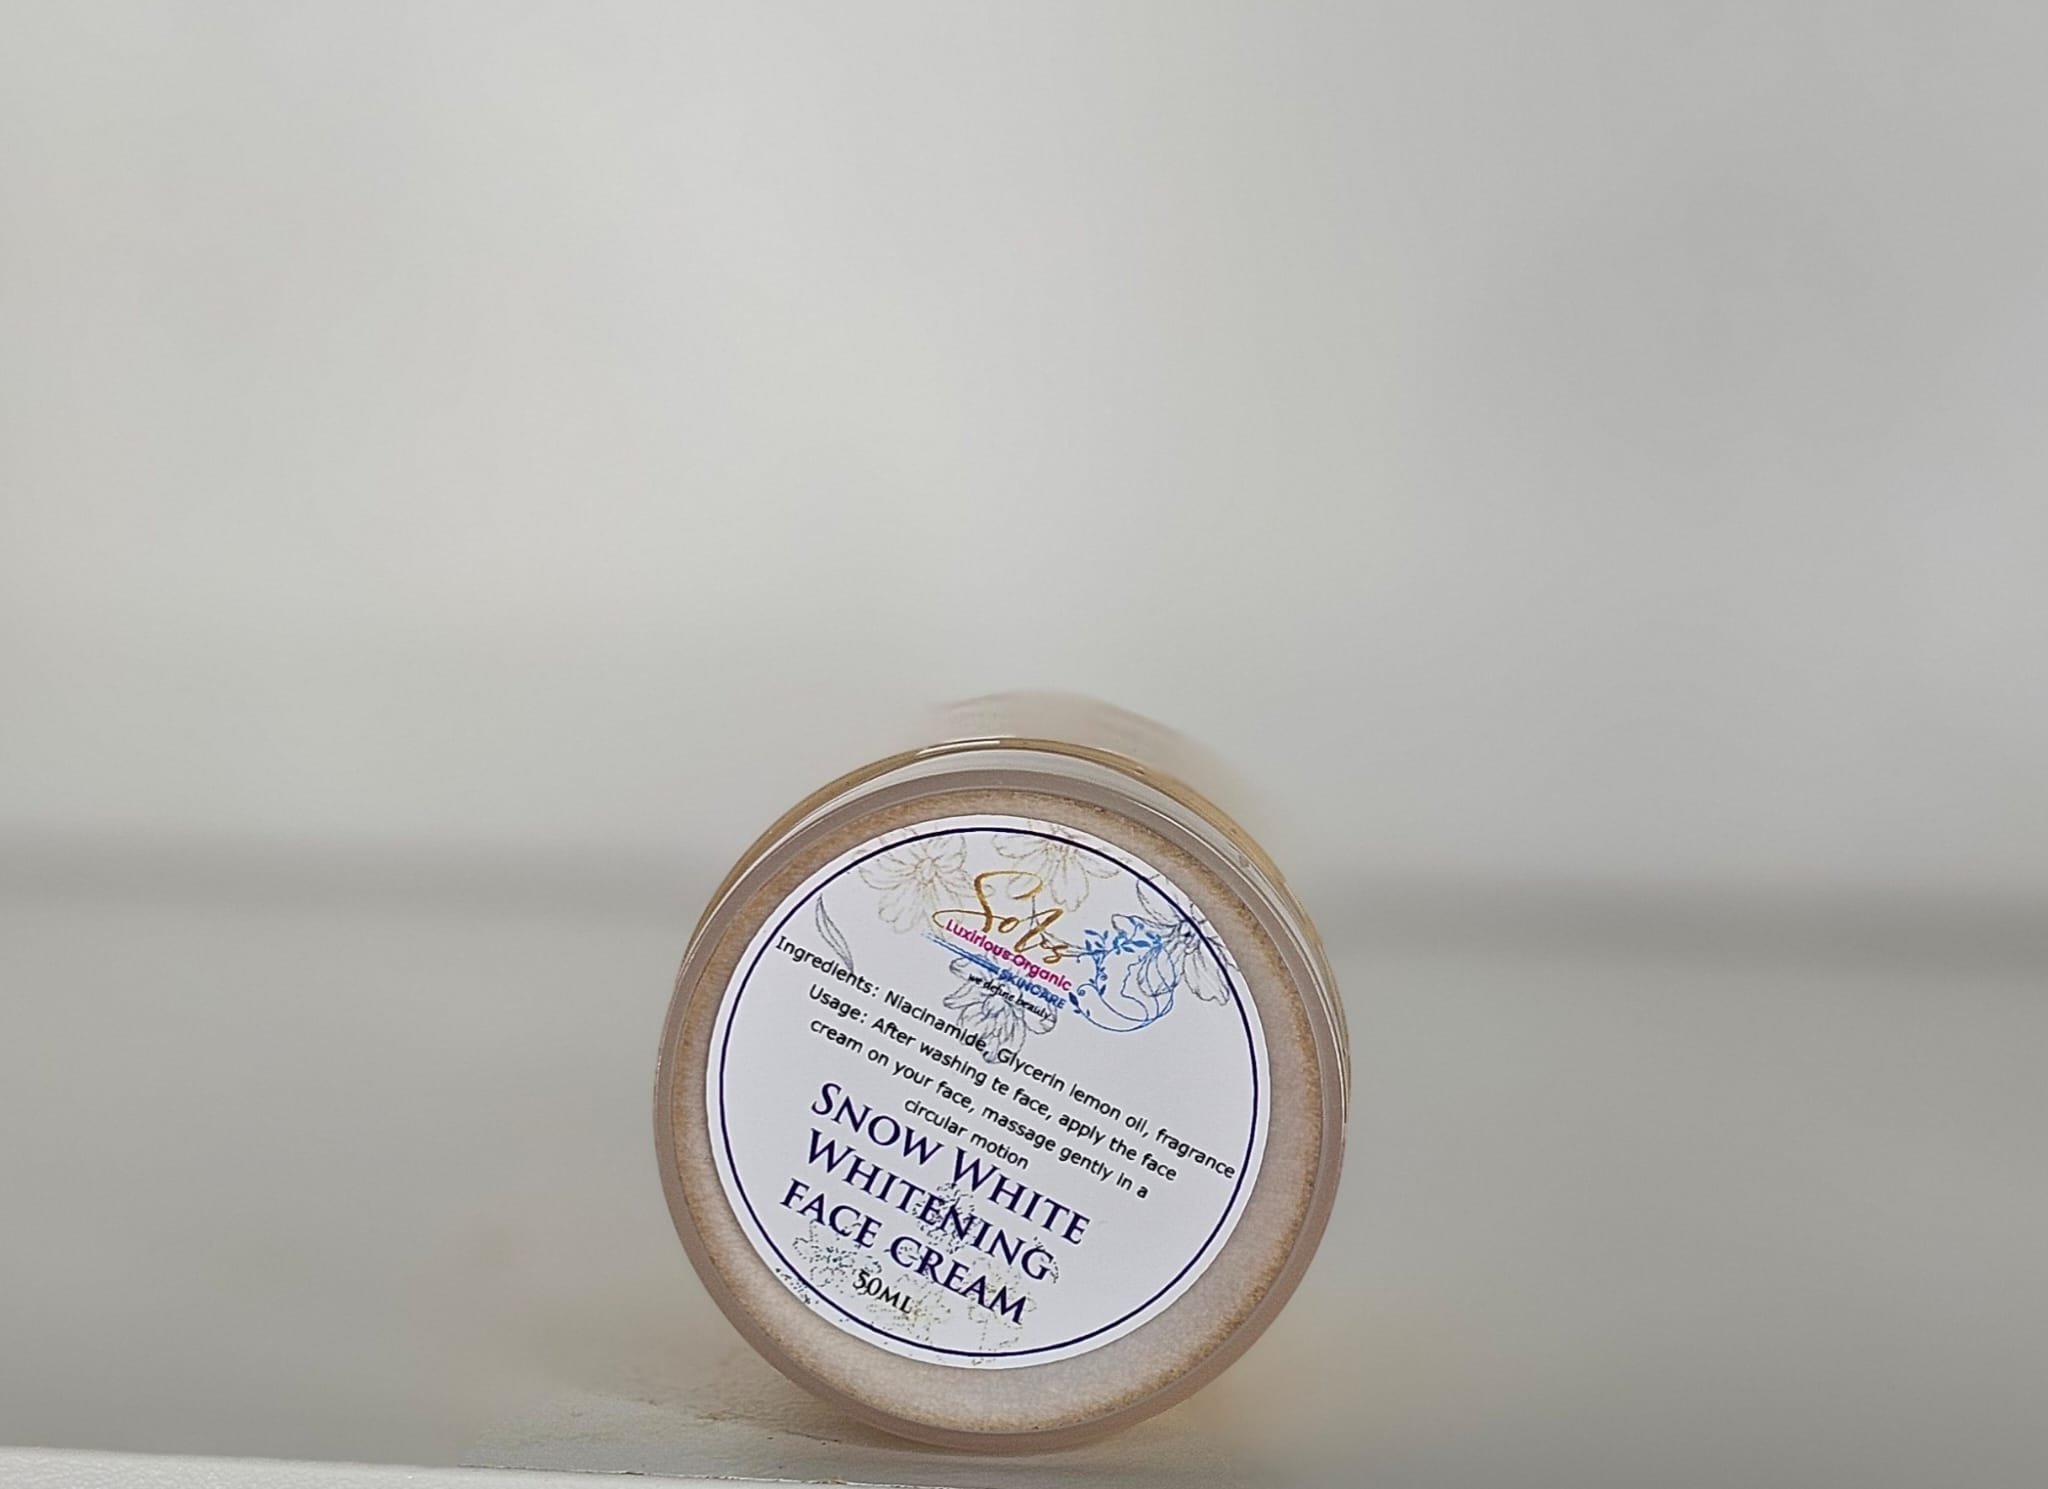 Sols
Luxirious Organic
SKINCARE
we define beauty
Ingredients: Niacinamide, Glycerin lemon oil, fragrance
Usage: After washing te face, apply the face
cream on your face, massage gently in a
circular motion
SNOW WHITE
WHITENING
FACE CREAM
50ML